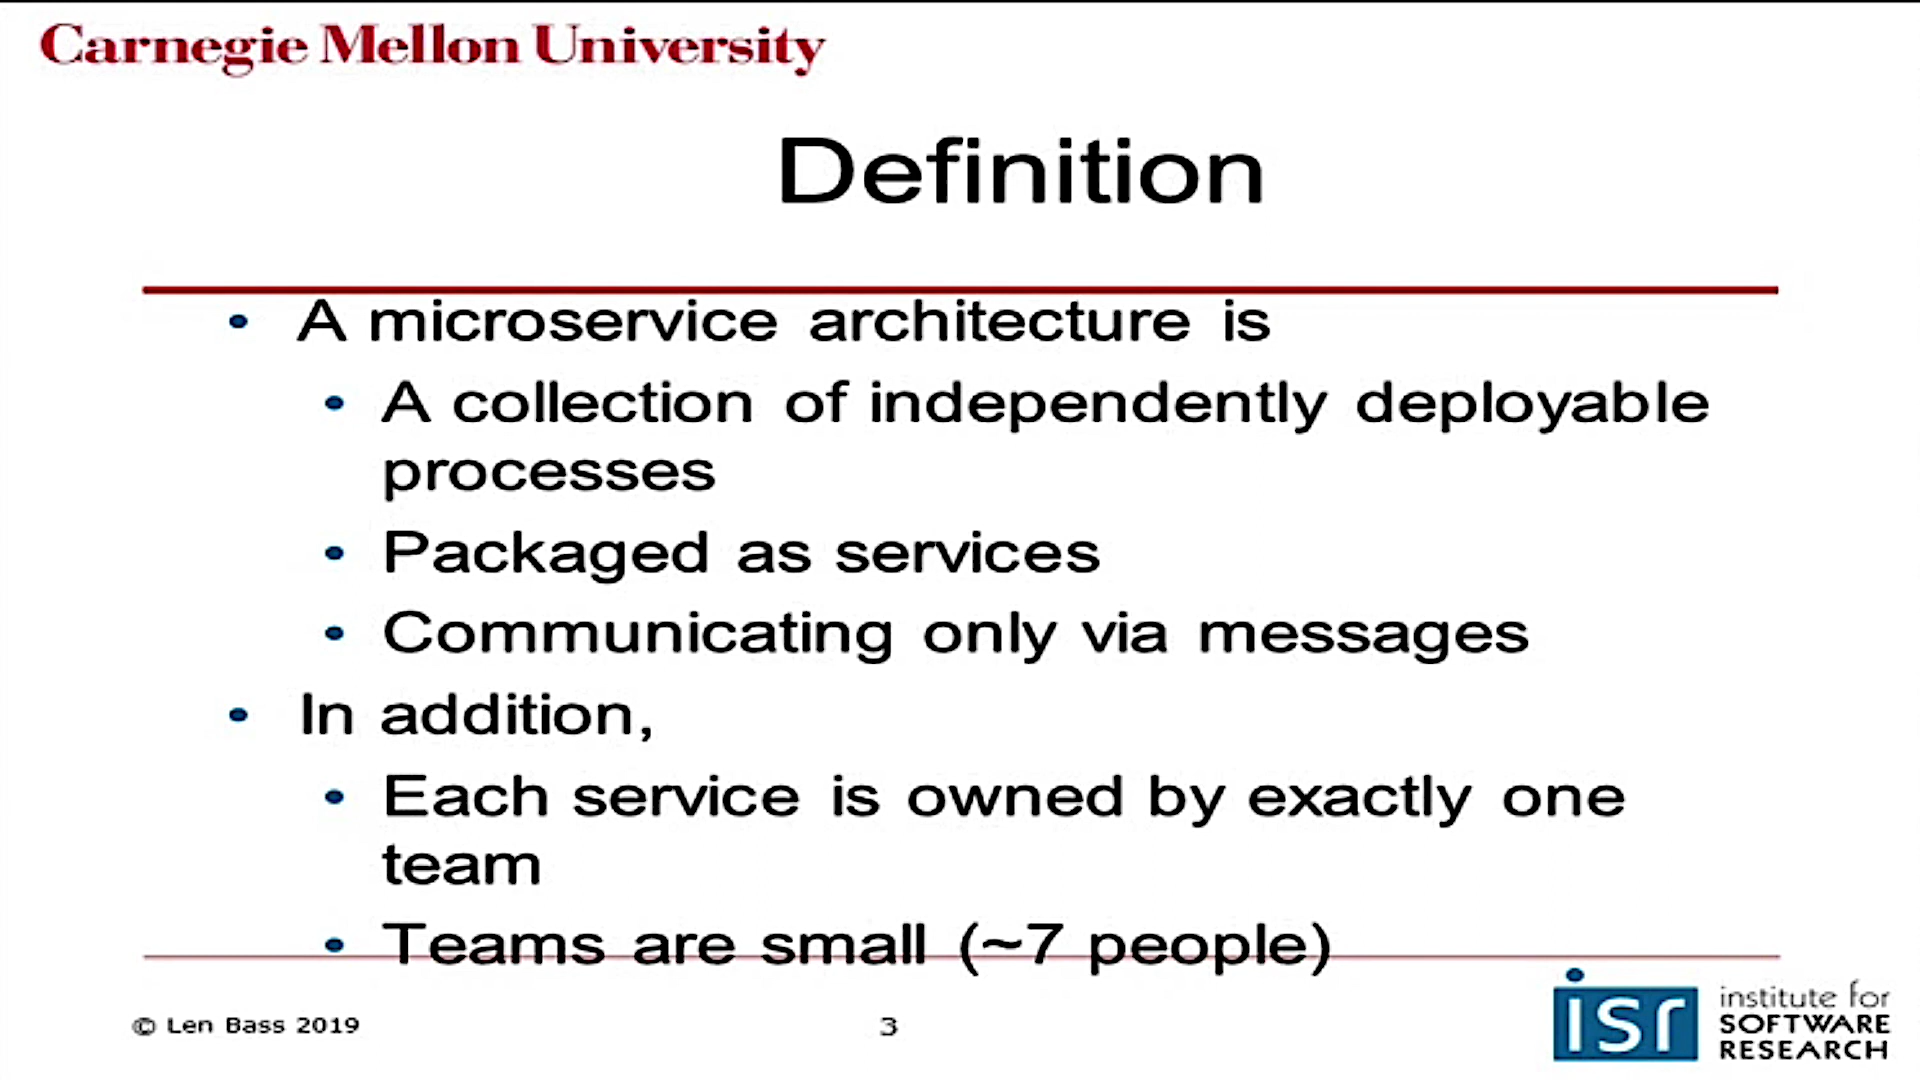 Carnegie Mellon University
Definition
• A microservice architecture is
• A collection of independently deployable
processes
• Packaged as services
• Communicating only via messages
• In addition,
• Each service is owned by exactly one
team
• Teams are small (~7 people)
© Len Bass 2019
3
isr
institute for
SOFTWARE
RESEARCH